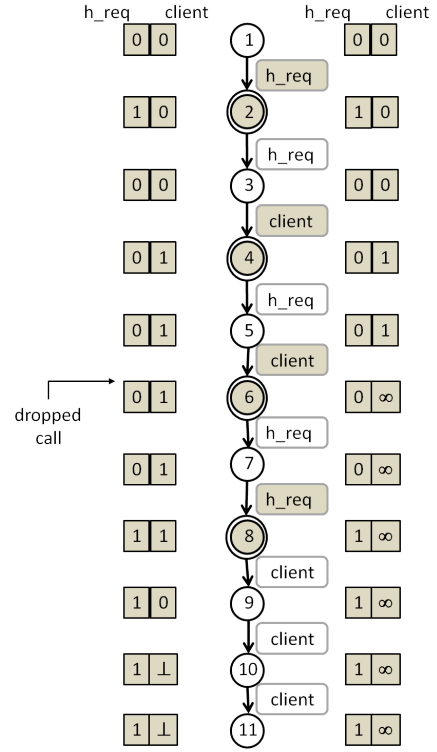 h_req client h_req client
0 0 1 0 0
h_req
1 0 2 1 0
h_req
0 0 3 0 0
client
0 1 4 0 1
h_req
0 1 5 0 1
client
0 1 6 0 ∞
dropped
call
h_req
0 1 7 0 ∞
h_req
1 1 8 1 ∞
client
1 0 9 1 ∞
client
1 ⊥ 10 1 ∞
client
1 ⊥ 11 1 ∞